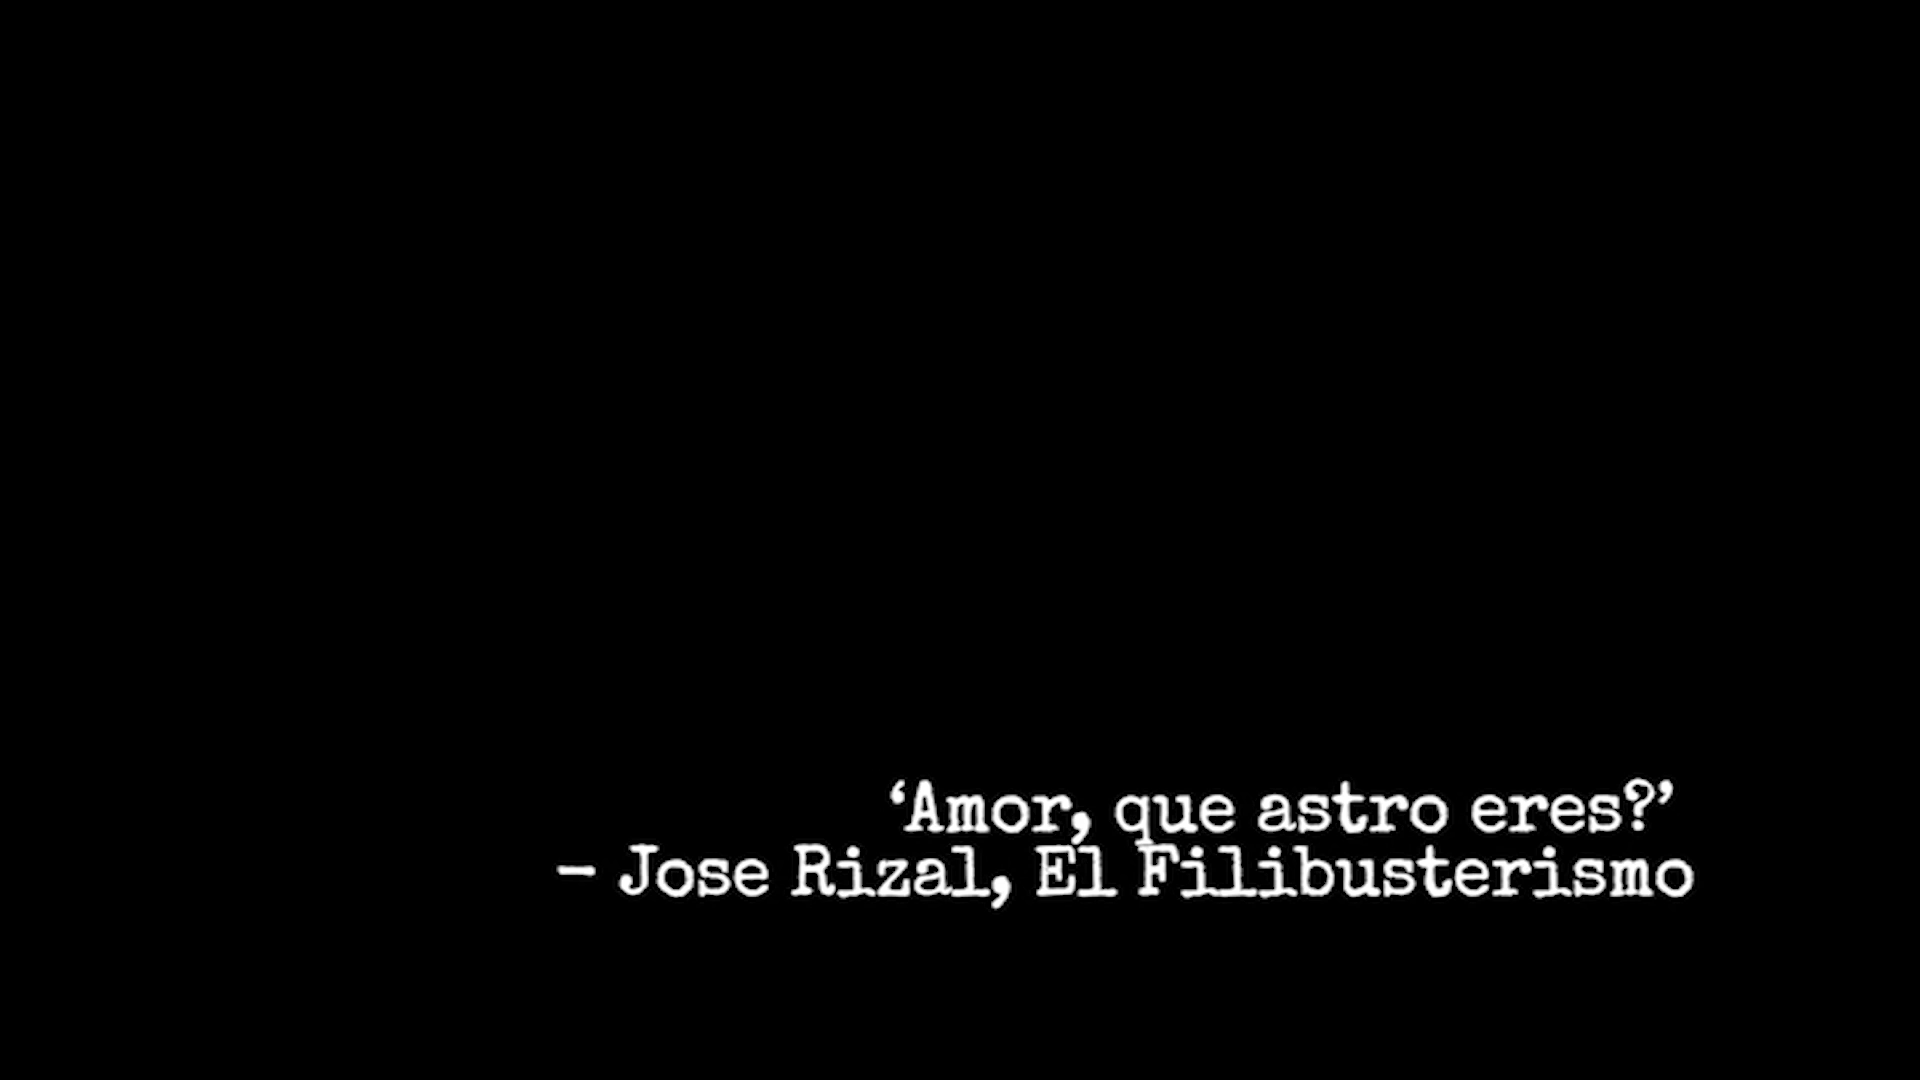 ‘Amor, que astro eres?’
– Jose Rizal, El Filibusterismo